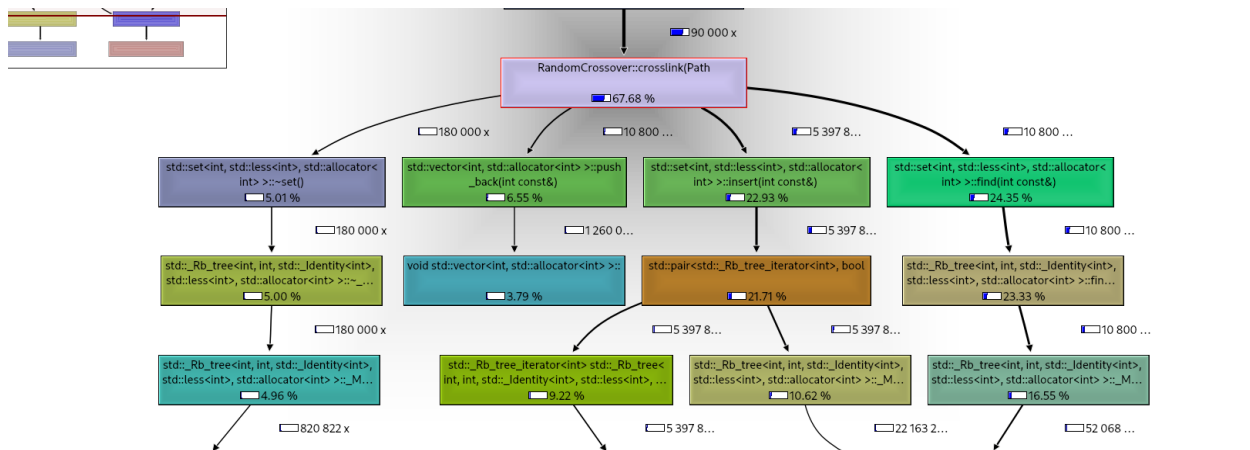 90 000 x
RandomCrossover::crosslink(Path
67.68 %
180 000 x
10 800 ...
5 397 8...
10 800 ...
std::set<int, std::less<int>, std::allocator<
int> >::~set()
5.01 %
std::vector<int, std::allocator<int> >::push
_back(int const&)
6.55 %
std::set<int, std::less<int>, std::allocator<
int> >::insert(int const&)
22.93 %
std::set<int, std::less<int>, std::allocator<
int> >::find(int const&)
24.35 %
180 000 x
1 260 0...
5 397 8...
10 800 ...
std::_Rb_tree<int, int, std::_Identity<int>,
std::less<int>, std::allocator<int> >::~_...
5.00 %
void std::vector<int, std::allocator<int> >::
3.79 %
std::pair<std::_Rb_tree_iterator<int>, bool
21.71 %
std::_Rb_tree<int, int, std::_Identity<int>,
std::less<int>, std::allocator<int> >::fin...
23.33 %
180 000 x
5 397 8...
5 397 8...
10 800 ...
std::_Rb_tree<int, int, std::_Identity<int>,
std::less<int>, std::allocator<int> >::_M...
4.96 %
std::_Rb_tree_iterator<int> std::_Rb_tree<
int, int, std::_Identity<int>, std::less<int>, ...
9.22 %
std::_Rb_tree<int, int, std::_Identity<int>,
std::less<int>, std::allocator<int> >::_M...
10.62 %
std::_Rb_tree<int, int, std::_Identity<int>,
std::less<int>, std::allocator<int> >::_M...
16.55 %
820 822 x
5 397 8...
22 163 2...
52 068 ...